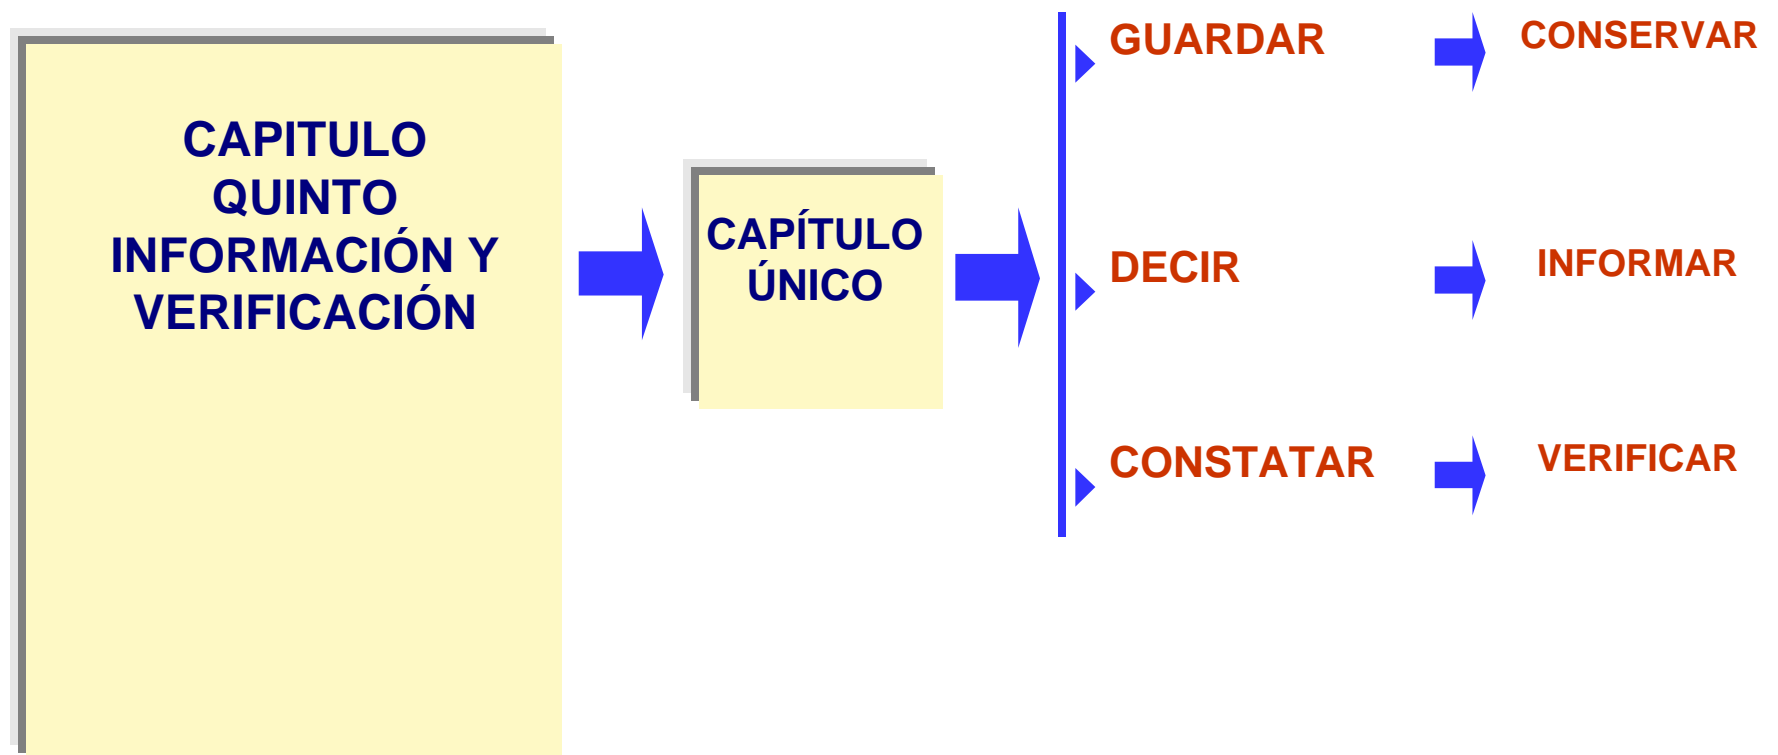 CAPITULO
QUINTO
INFORMACIÓN Y
VERIFICACIÓN
CAPÍTULO
ÚNICO
GUARDAR
CONSERVAR
DECIR
INFORMAR
CONSTATAR
VERIFICAR